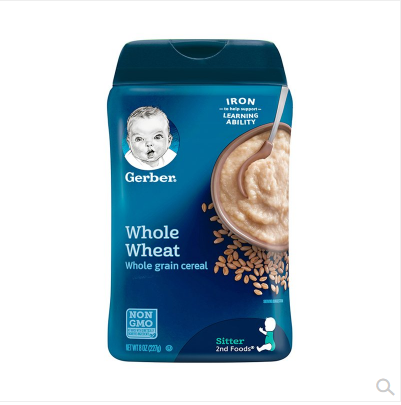 IRON
to help support
LEARNING
ABILITY
Gerber®
Whole
Wheat
Whole grain cereal
NON
GMO
Sitter
2nd Foods®
NET WT 8 OZ (227g)